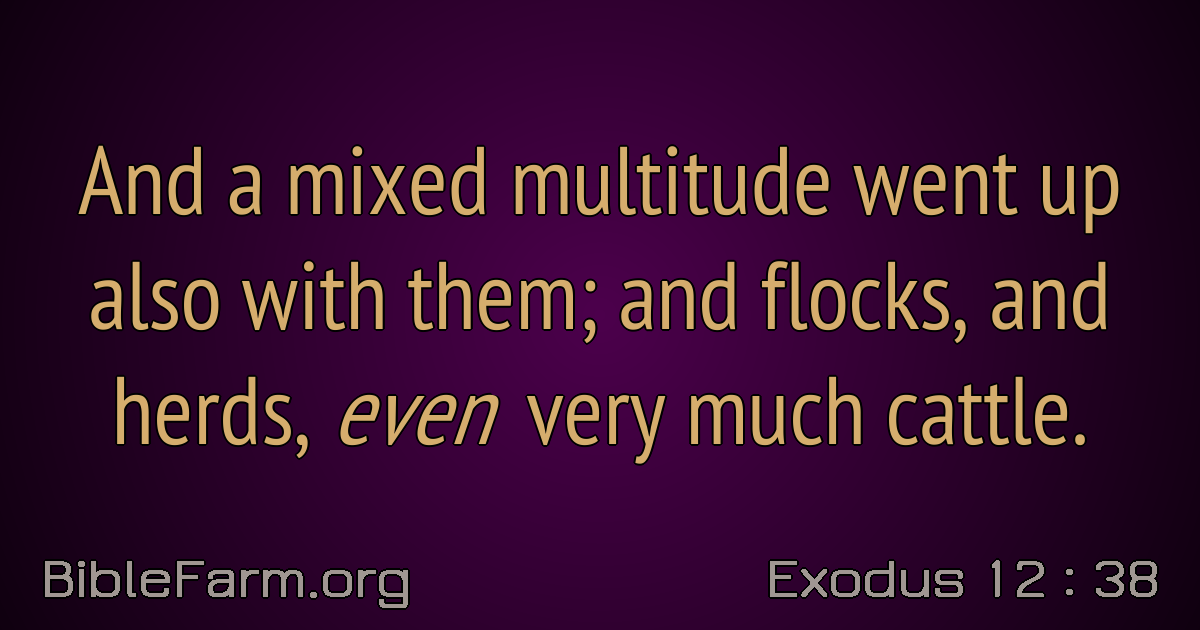 And a mixed multitude went up
also with them; and flocks, and
herds, even very much cattle.
BibleFarm.org
Exodus 12 : 38